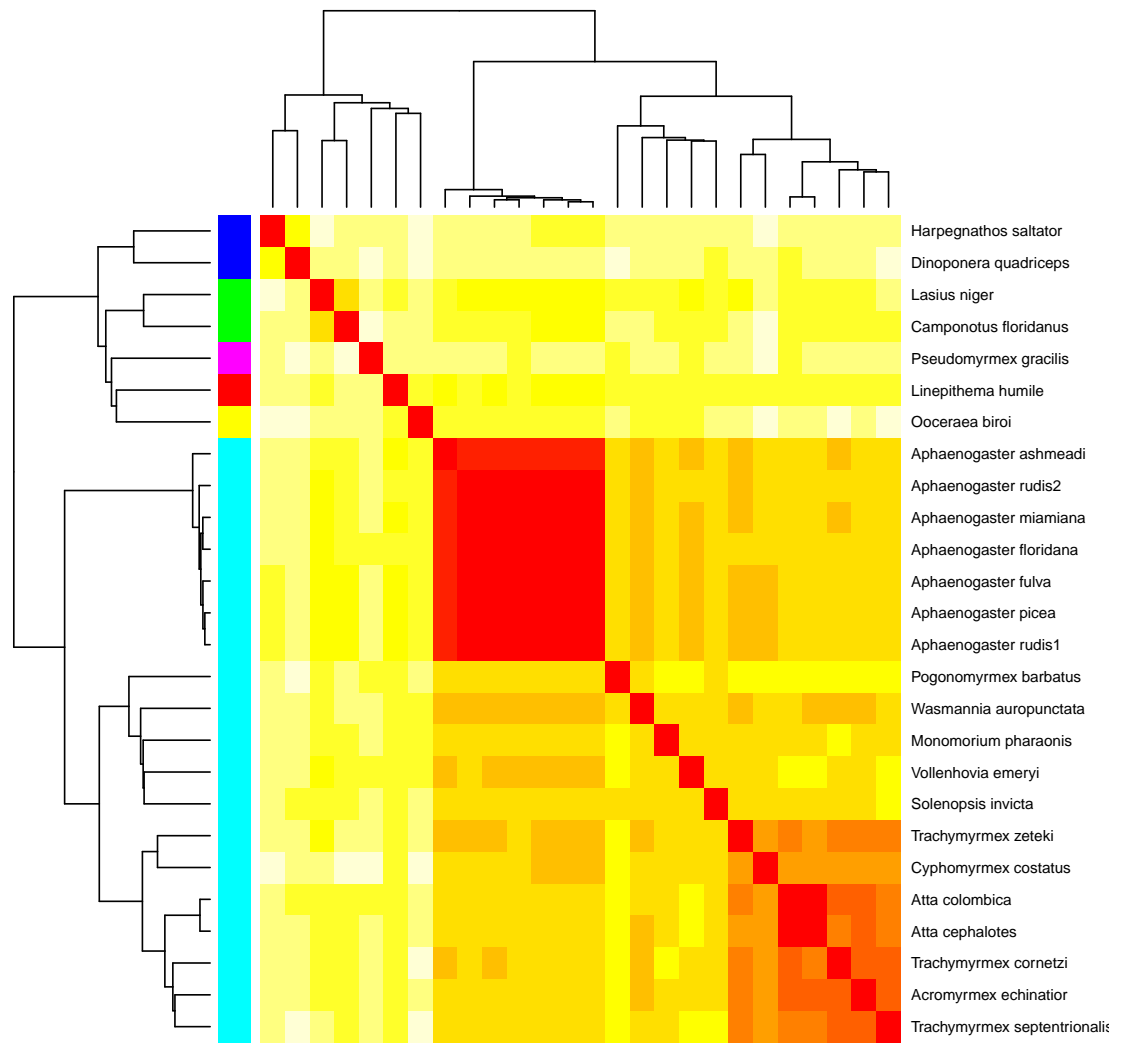 Harpegnathos saltator
Dinoponera quadriceps
Lasius niger
Camponotus floridanus
Pseudomyrmex gracilis
Linepithema humile
Ooceraea biroi
Aphaenogaster ashmeadi
Aphaenogaster rudis2
Aphaenogaster miamiana
Aphaenogaster floridana
Aphaenogaster fulva
Aphaenogaster picea
Aphaenogaster rudis1
Pogonomyrmex barbatus
Wasmannia auropunctata
Monomorium pharaonis
Vollenhovia emeryi
Solenopsis invicta
Trachymyrmex zeteki
Cyphomyrmex costatus
Atta colombica
Atta cephalotes
Trachymyrmex cornetzi
Acromyrmex echinatior
Trachymyrmex septentrionalis